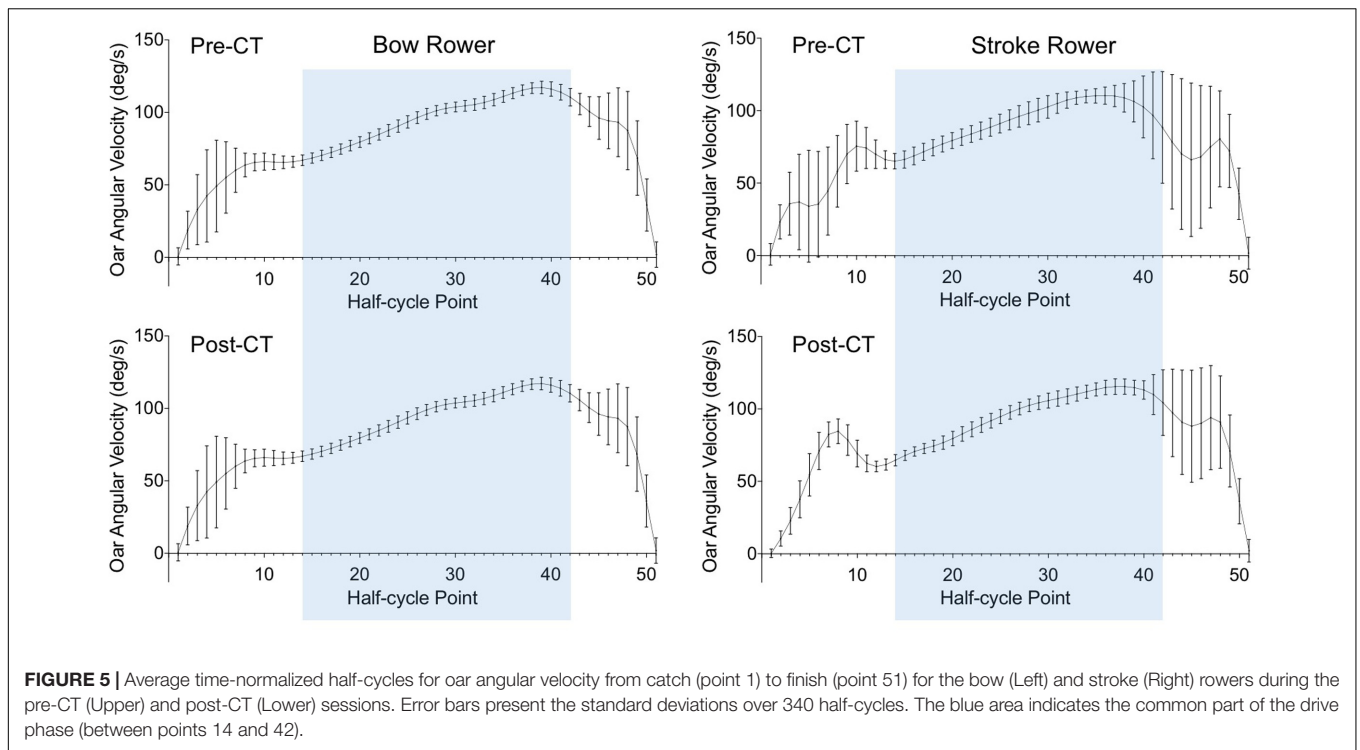 Pre-CT
Bow Rower
Oar Angular Velocity (deg/s)
150
100
50
0
10
20
30
40
50
Half-cycle Point
Pre-CT
Stroke Rower
Oar Angular Velocity (deg/s)
150
100
50
0
10
20
30
40
50
Half-cycle Point
Post-CT
Oar Angular Velocity (deg/s)
150
100
50
0
10
20
30
40
50
Half-cycle Point
Post-CT
Oar Angular Velocity (deg/s)
150
100
50
0
10
20
30
40
50
Half-cycle Point
FIGURE 5 | Average time-normalized half-cycles for oar angular velocity from catch (point 1) to finish (point 51) for the bow (Left) and stroke (Right) rowers during the
pre-CT (Upper) and post-CT (Lower) sessions. Error bars present the standard deviations over 340 half-cycles. The blue area indicates the common part of the drive
phase (between points 14 and 42).